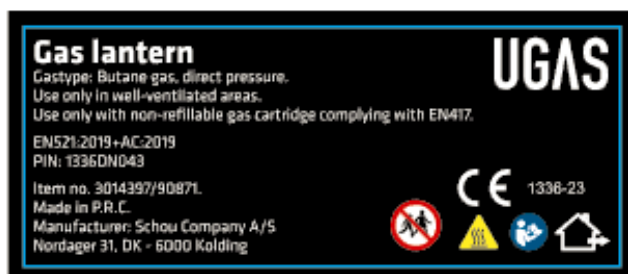 Gas lantern
UGAS
Gastype: Butane gas, direct pressure.
Use only in well-ventilated areas.
Use only with non-refillable gas cartridge complying with EN417.
EN521:2019+AC:2019
PIN: 1336DN043
Item no. 3014397/90871.
Made in P.R.C.
Manufacturer: Schou Company A/S
Nordager 31, DK - 6000 Kolding
CE 1336-23